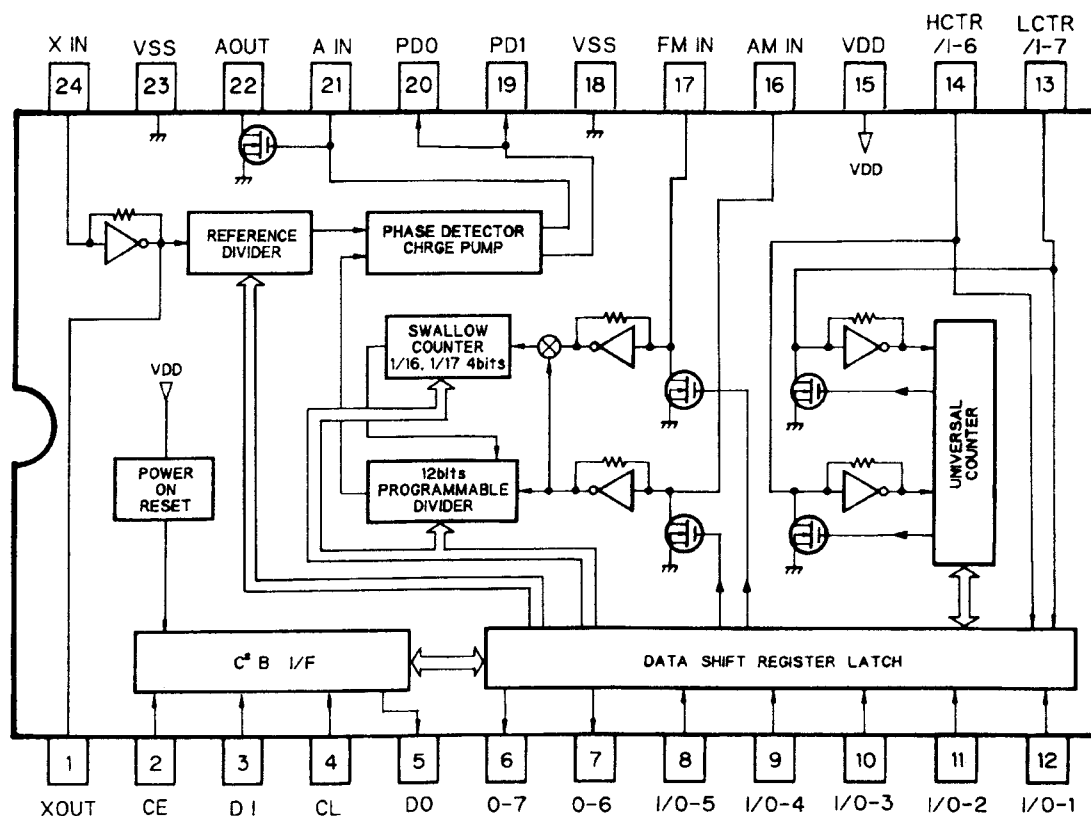 X IN VSS AOUT A IN PD0 PD1 VSS FM IN AM IN VDD HCTR LCTR
/I-6 /I-7
24 23 22 21 20 19 18 17 16 15 14 13
VDD
REFERENCE
DIVIDER
PHASE DETECTOR
CHRGE PUMP
SWALLOW
COUNTER
1/16, 1/17 4bits
VDD
UNIVERSAL
COUNTER
POWER
ON
RESET
12bits
PROGRAMMABLE
DIVIDER
C²B I/F
DATA SHIFT REGISTER LATCH
1 2 3 4 5 6 7 8 9 10 11 12
XOUT CE DI CL DO O-7 O-6 I/O-5 I/O-4 I/O-3 I/O-2 I/O-1